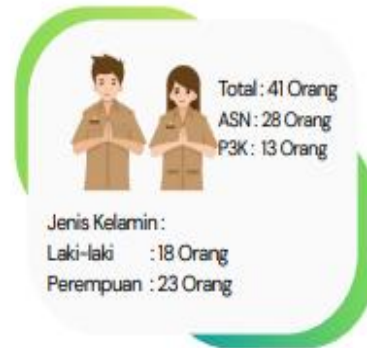 Total : 41 Orang
ASN : 28 Orang
P3K : 13 Orang
Jenis Kelamin :
Laki-laki : 18 Orang
Perempuan : 23 Orang